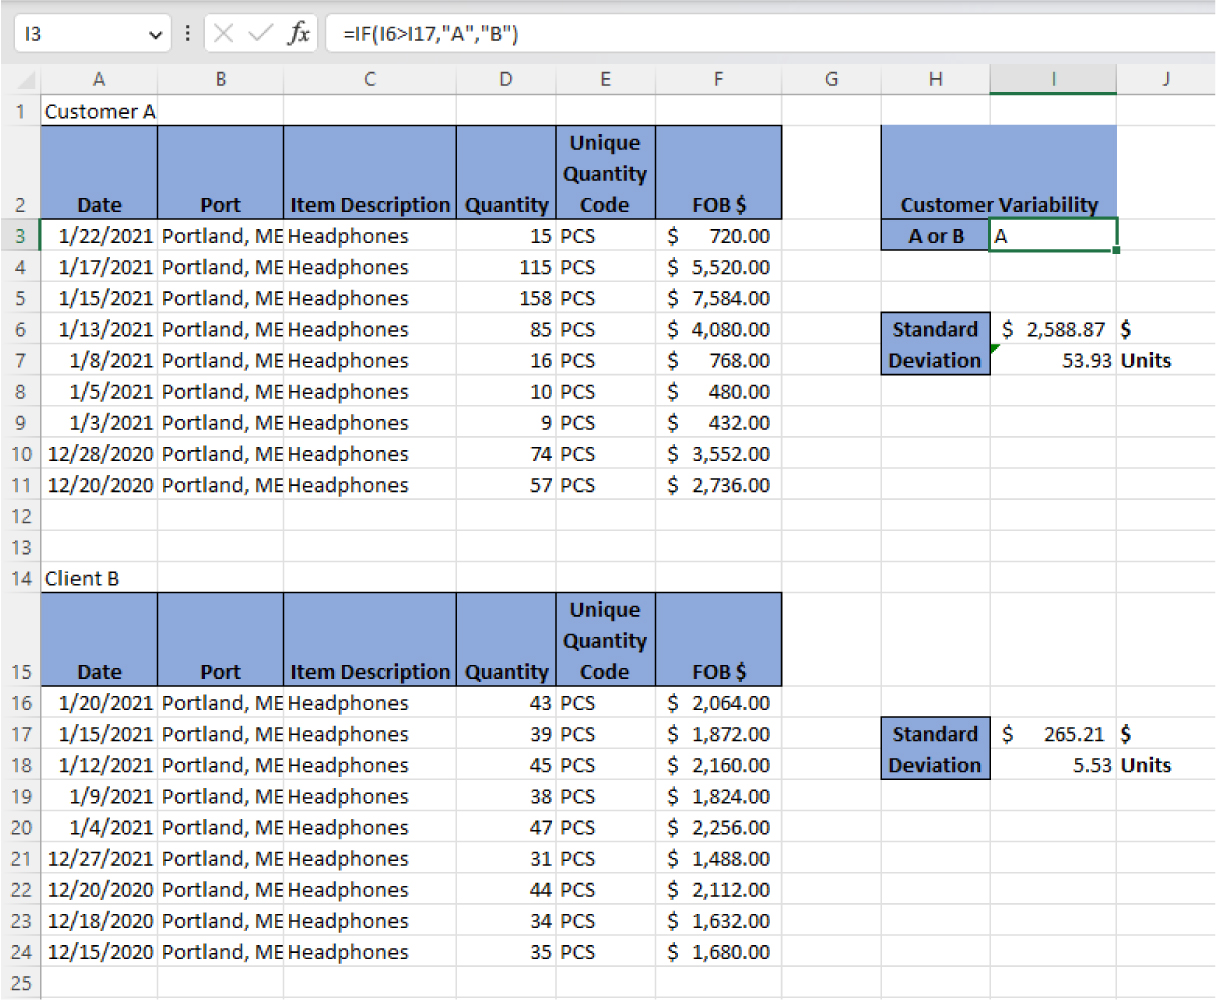 I3 fx =IF(I6>I17,"A","B")
A B C D E F G H I J
1 Customer A
2 Date Port Item Description Quantity Unique Quantity Code FOB $ Customer Variability
3 1/22/2021 Portland, ME Headphones 15 PCS $ 720.00 A or B A
4 1/17/2021 Portland, ME Headphones 115 PCS $ 5,520.00
5 1/15/2021 Portland, ME Headphones 158 PCS $ 7,584.00
6 1/13/2021 Portland, ME Headphones 85 PCS $ 4,080.00 Standard $ 2,588.87 $
7 1/8/2021 Portland, ME Headphones 16 PCS $ 768.00 Deviation 53.93 Units
8 1/5/2021 Portland, ME Headphones 10 PCS $ 480.00
9 1/3/2021 Portland, ME Headphones 9 PCS $ 432.00
10 12/28/2020 Portland, ME Headphones 74 PCS $ 3,552.00
11 12/20/2020 Portland, ME Headphones 57 PCS $ 2,736.00
12
13
14 Client B
15 Date Port Item Description Quantity Unique Quantity Code FOB $
16 1/20/2021 Portland, ME Headphones 43 PCS $ 2,064.00
17 1/15/2021 Portland, ME Headphones 39 PCS $ 1,872.00 Standard $ 265.21 $
18 1/12/2021 Portland, ME Headphones 45 PCS $ 2,160.00 Deviation 5.53 Units
19 1/9/2021 Portland, ME Headphones 38 PCS $ 1,824.00
20 1/4/2021 Portland, ME Headphones 47 PCS $ 2,256.00
21 12/27/2021 Portland, ME Headphones 31 PCS $ 1,488.00
22 12/20/2020 Portland, ME Headphones 44 PCS $ 2,112.00
23 12/18/2020 Portland, ME Headphones 34 PCS $ 1,632.00
24 12/15/2020 Portland, ME Headphones 35 PCS $ 1,680.00
25